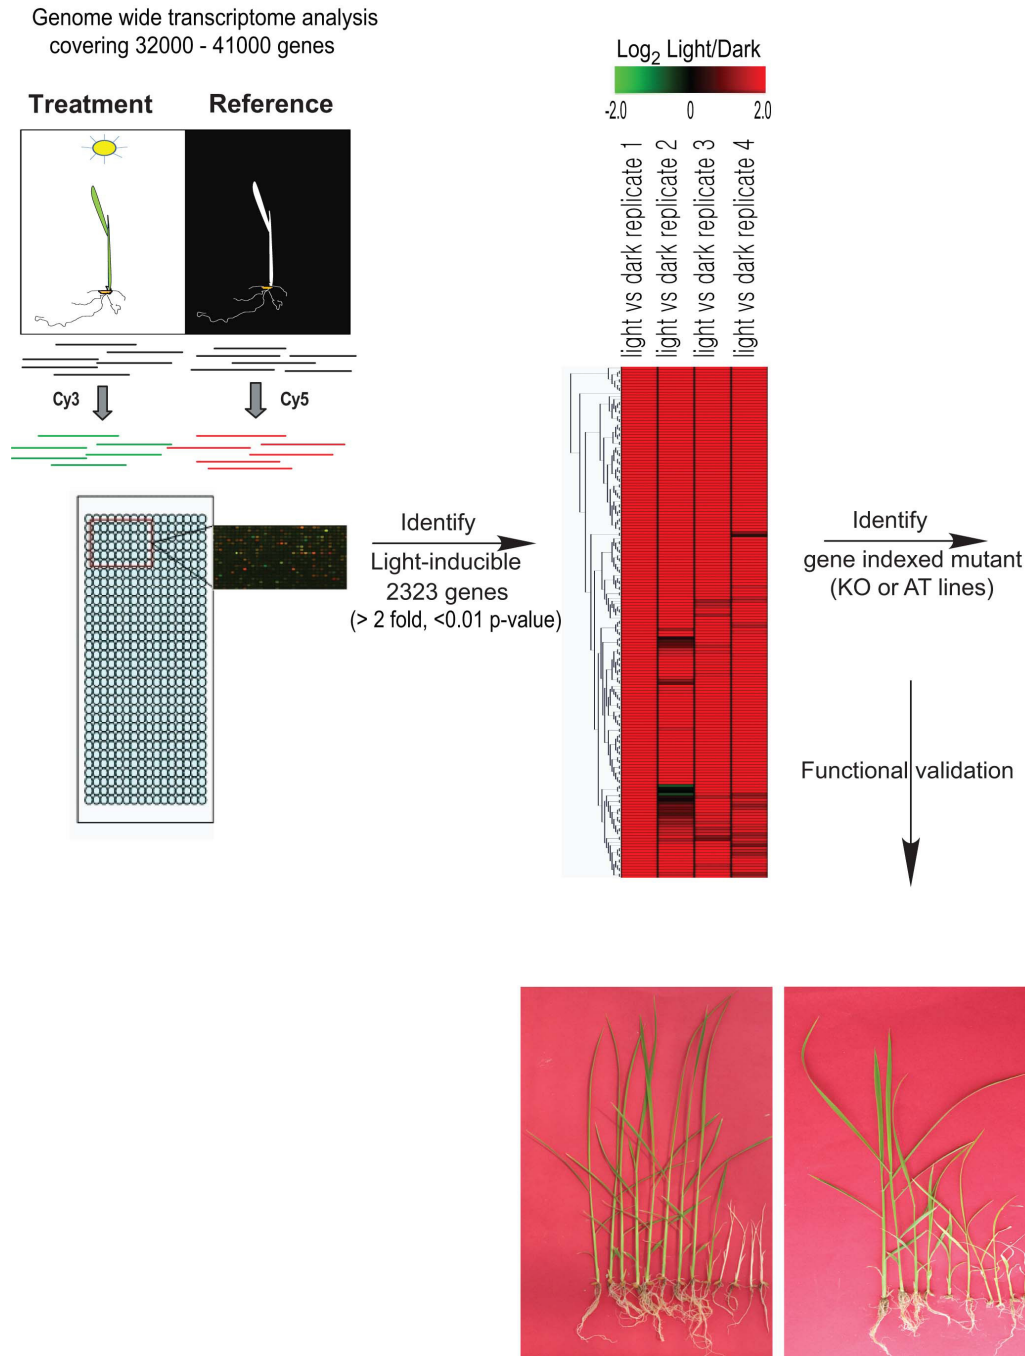 Genome wide transcriptome analysis
covering 32000 - 41000 genes
Treatment
Reference
Cy3
Cy5
Identify
Light-inducible
2323 genes
(> 2 fold, <0.01 p-value)
Log2 Light/Dark
-2.0 0 2.0
light vs dark replicate 1
light vs dark replicate 2
light vs dark replicate 3
light vs dark replicate 4
Identify
gene indexed mutant
(KO or AT lines)
Functional validation